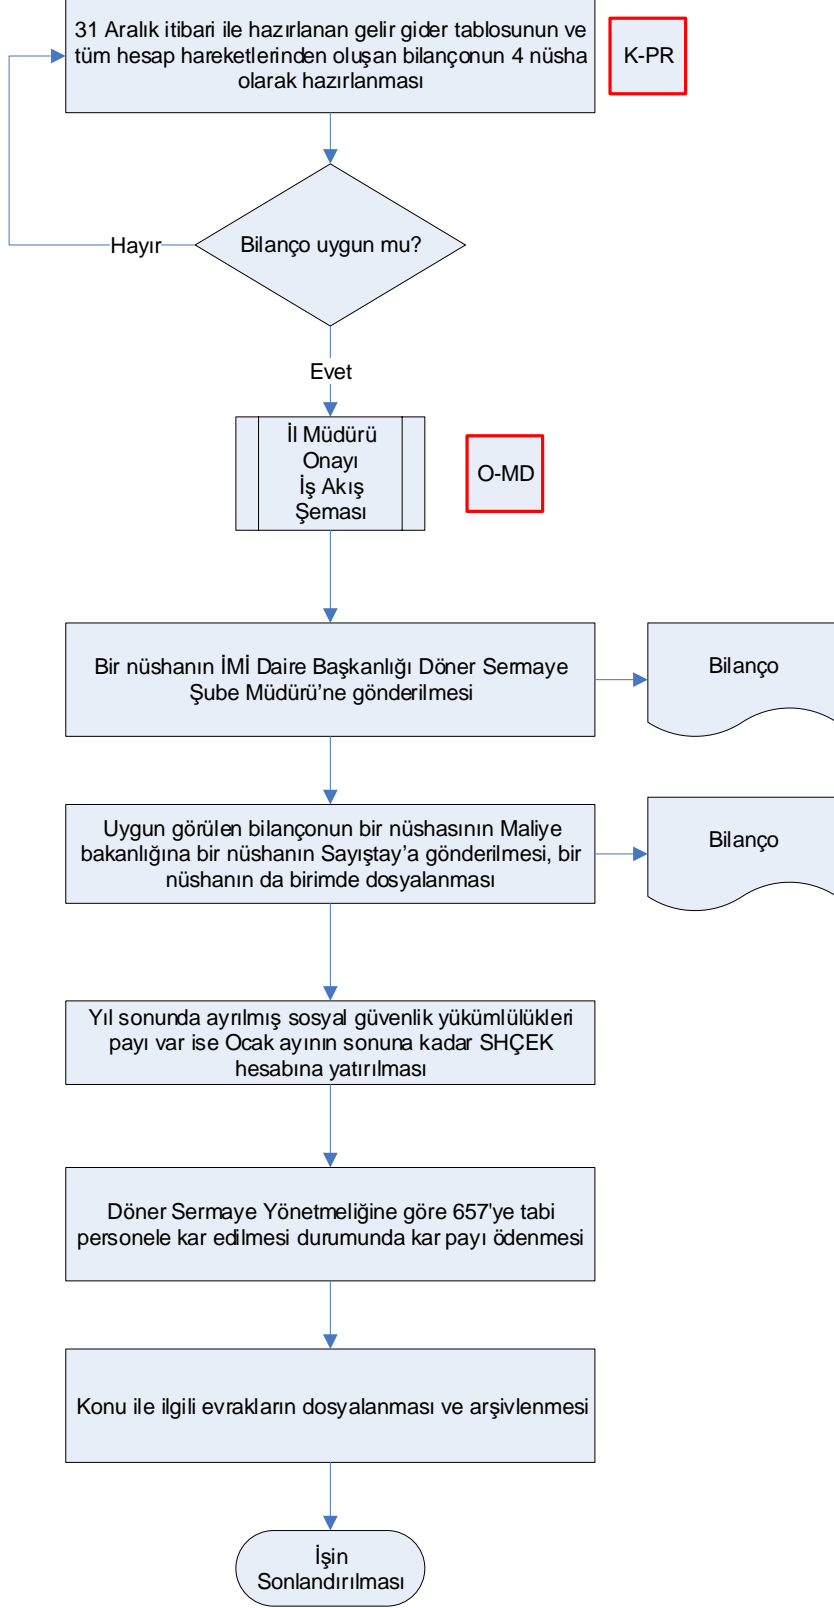 31 Aralık itibari ile hazırlanan gelir gider tablosunun ve
tüm hesap hareketlerinden oluşan bilançonun 4 nüsha
olarak hazırlanması
K-PR
Hayır
Bilanço uygun mu?
Evet
İl Müdürü
Onayı
İş Akış
Şeması
O-MD
Bir nüshanın İMİ Daire Başkanlığı Döner Sermaye
Şube Müdürü’ne gönderilmesi
Bilanço
Uygun görülen bilançonun bir nüshasının Maliye
bakanlığına bir nüshanın Sayıştay’a gönderilmesi, bir
nüshanın da birimde dosyalanması
Bilanço
Yıl sonunda ayrılmış sosyal güvenlik yükümlülükleri
payı var ise Ocak ayının sonuna kadar SHÇEK
hesabına yatırılması
Döner Sermaye Yönetmeliğine göre 657'ye tabi
personele kar edilmesi durumunda kar payı ödenmesi
Konu ile ilgili evrakların dosyalanması ve arşivlenmesi
İşin
Sonlandırılması